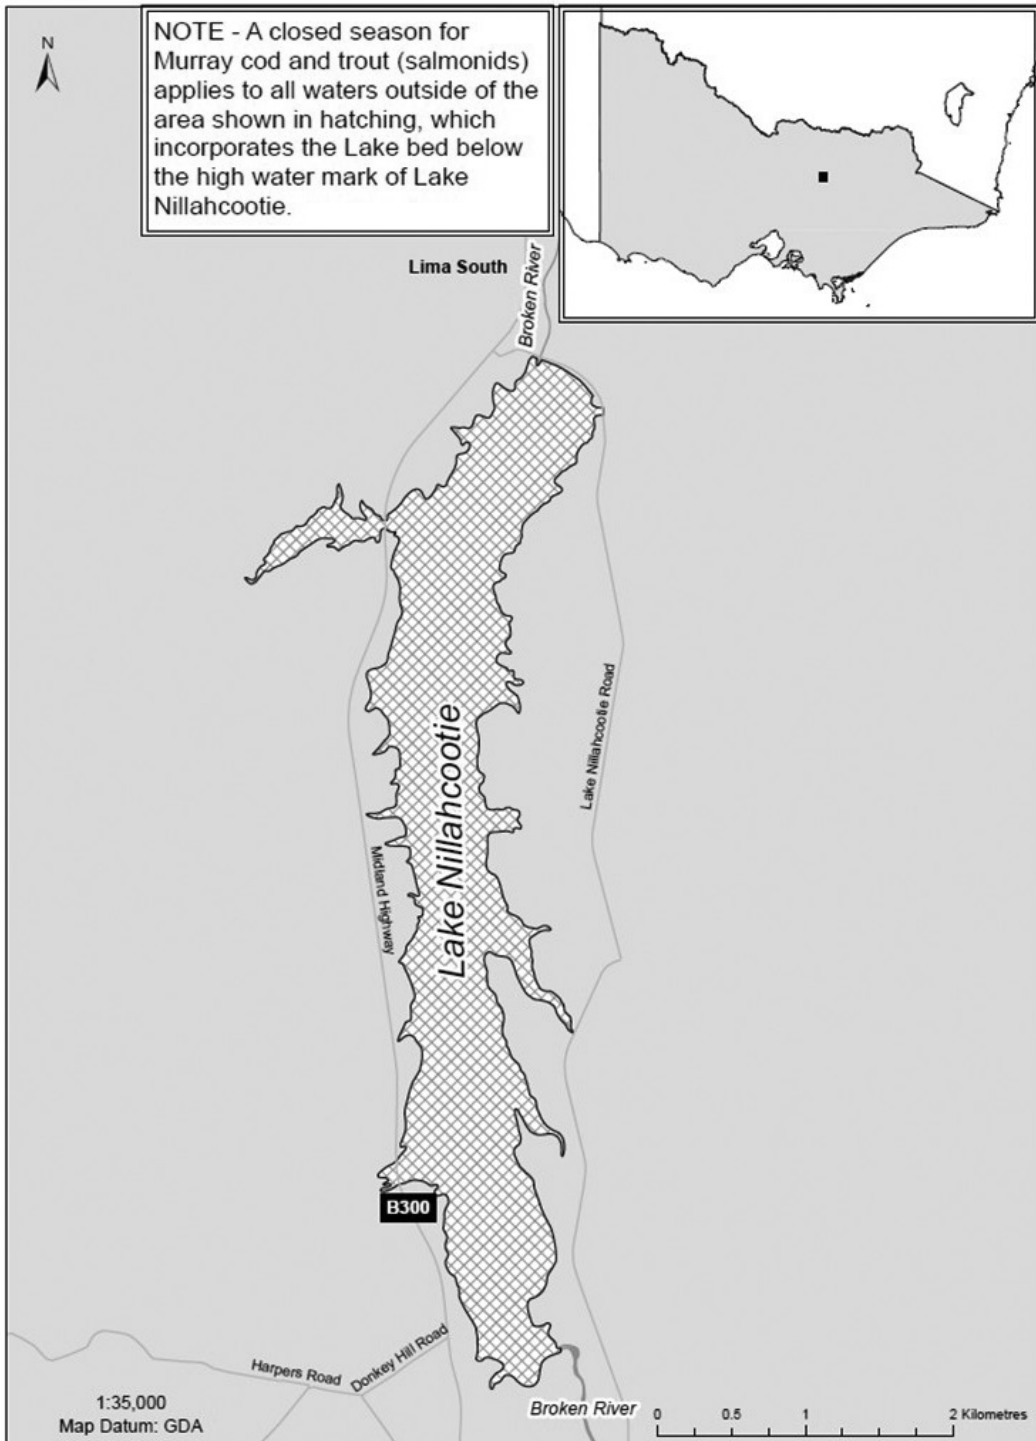 N
NOTE - A closed season for
Murray cod and trout (salmonids)
applies to all waters outside of the
area shown in hatching, which
incorporates the Lake bed below
the high water mark of Lake
Nillahcootie.
Lima South
Broken River
Lake Nillahcootie Road
Lake Nillahcootie
Midland Highway
B300
Donkey Hill Road
Harpers Road
1:35,000
Map Datum: GDA
Broken River
0 0.5 1 2 Kilometres